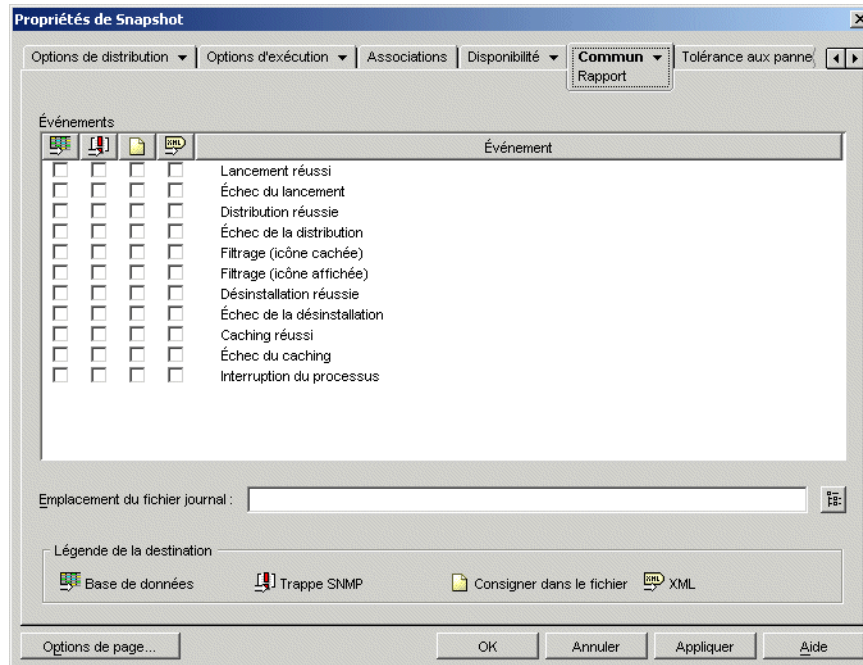 Propriétés de Snapshot
Options de distribution Options d'exécution Associations Disponibilité Commun Tolérance aux panne
Rapport
Événements
XML Événement
Lancement réussi
Échec du lancement
Distribution réussie
Échec de la distribution
Filtrage (icône cachée)
Filtrage (icône affichée)
Désinstallation réussie
Échec de la désinstallation
Caching réussi
Échec du caching
Interruption du processus
Emplacement du fichier journal :
Légende de la destination
Base de données Trappe SNMP Consigner dans le fichier XML XML
Options de page... OK Annuler Appliquer Aide